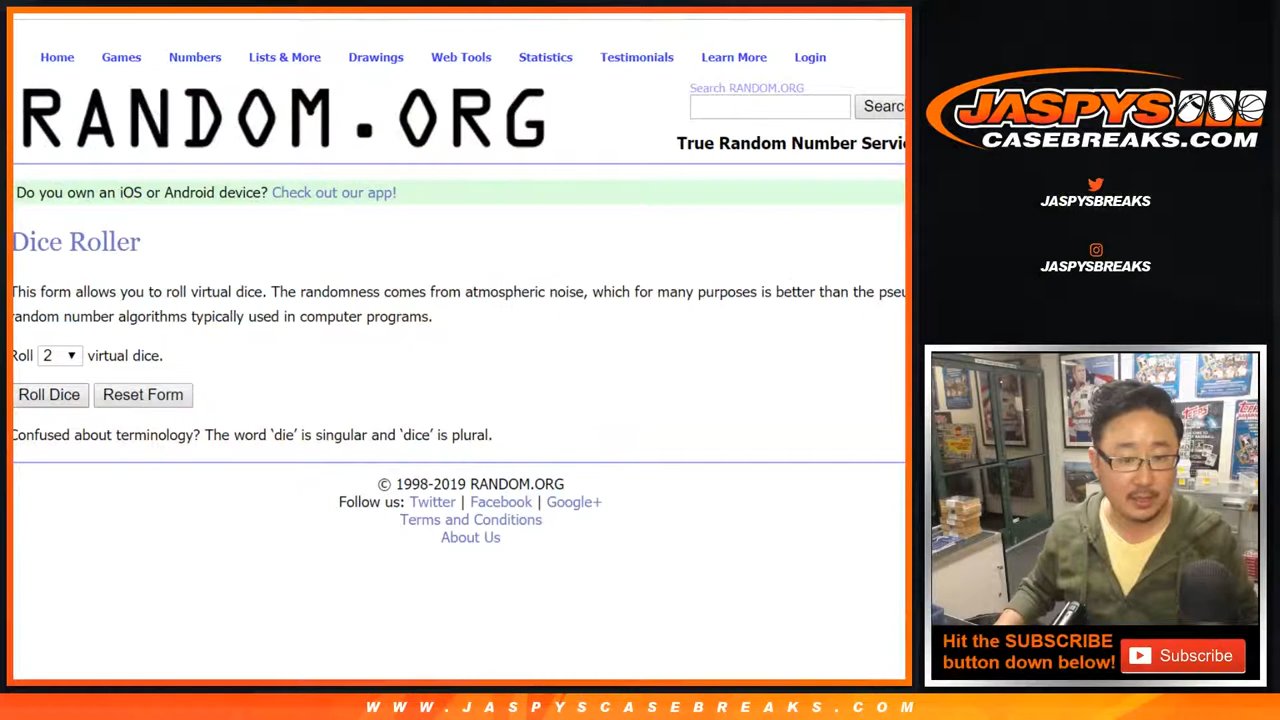 Home Games Numbers Lists & More Drawings Web Tools Statistics Testimonials Learn More Login
Search RANDOM.ORG
RANDOM.ORG
Searc
True Random Number Servi
Do you own an iOS or Android device? Check out our app!
Dice Roller
This form allows you to roll virtual dice. The randomness comes from atmospheric noise, which for many purposes is better than the pseu
random number algorithms typically used in computer programs.
Roll 2 ▼ virtual dice.
Roll Dice Reset Form
Confused about terminology? The word ‘die’ is singular and ‘dice’ is plural.
© 1998-2019 RANDOM.ORG
Follow us: Twitter | Facebook | Google+
Terms and Conditions
About Us
JASPYS
CASEBREAKS.COM
JASPYSBREAKS
JASPYSBREAKS
Hit the SUBSCRIBE
button down below!
Subscribe
WWW.JASPYSCASEBREAKS.COM